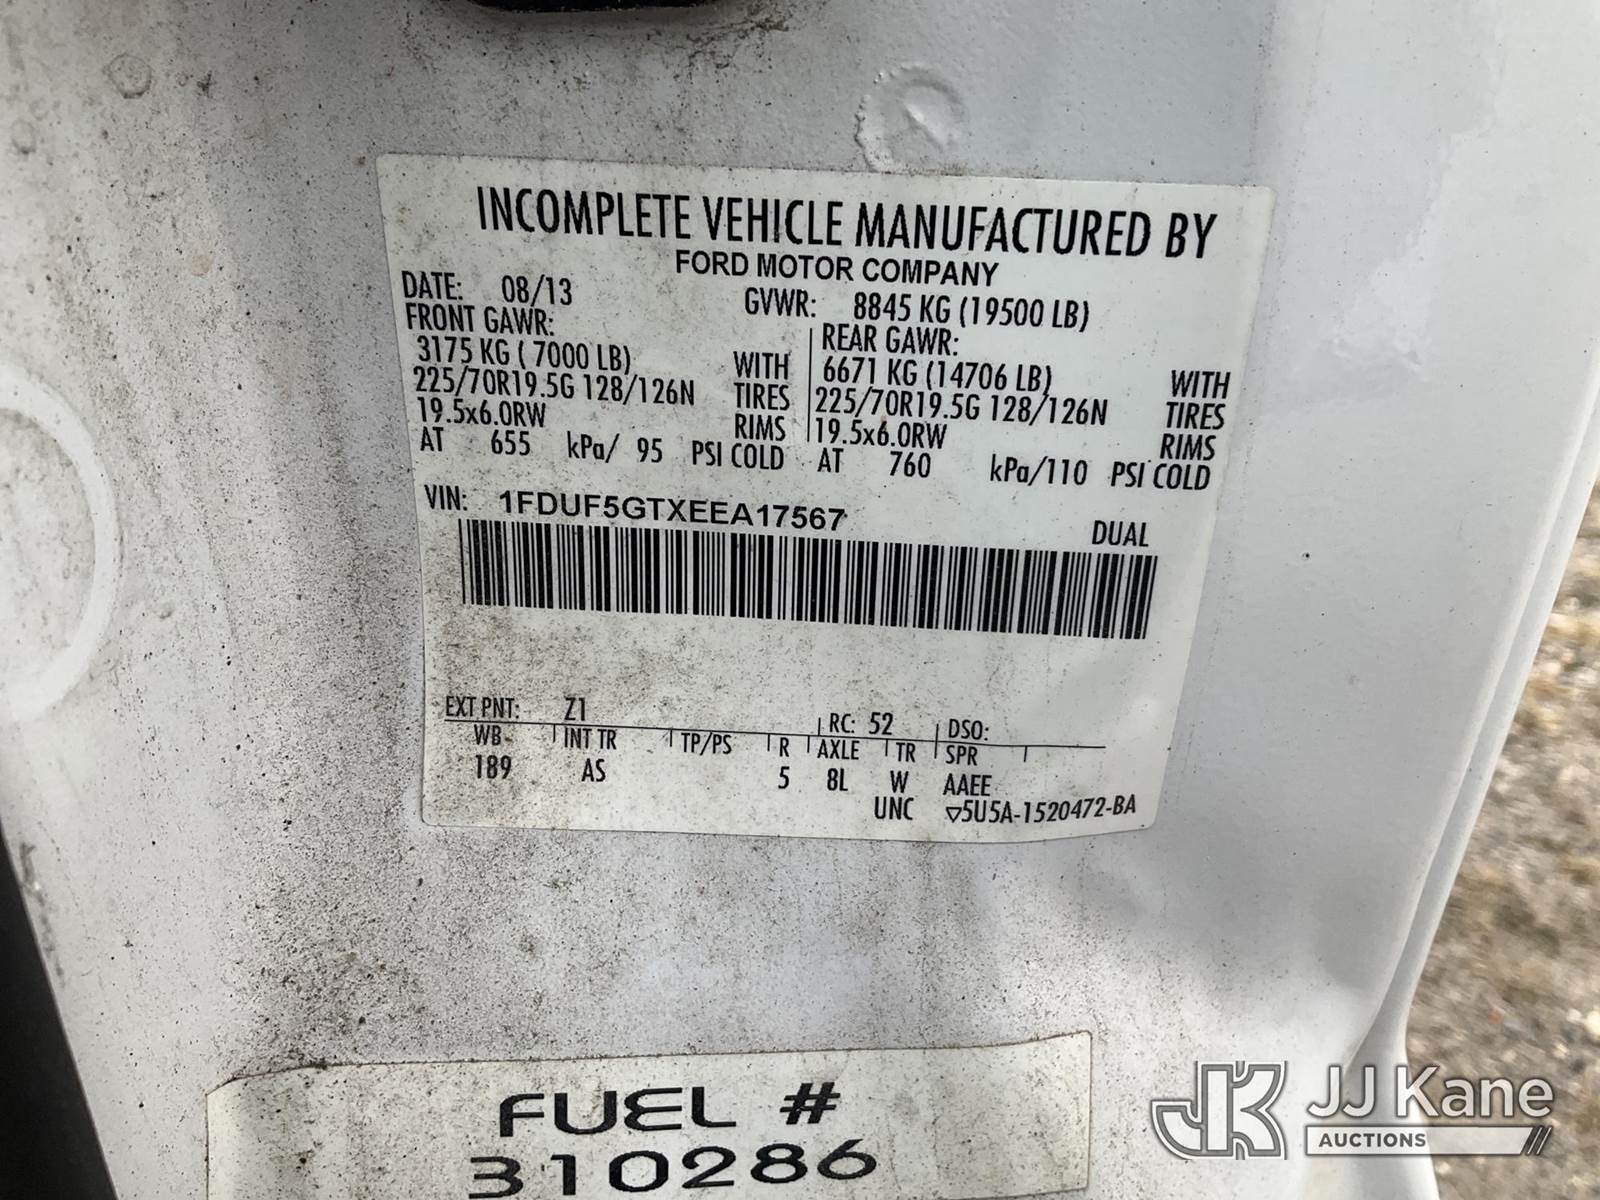 INCOMPLETE VEHICLE MANUFACTURED BY
FORD MOTOR COMPANY
DATE: 08/13 GVWR: 8845 KG (19500 LB)
FRONT GAWR: REAR GAWR:
3175 KG ( 7000 LB) WITH 6671 KG (14706 LB) WITH
225/70R19.5G 128/126N TIRES 225/70R19.5G 128/126N TIRES
19.5x6.0RW RIMS 19.5x6.0RW RIMS
AT 655 kPa/ 95 PSI COLD AT 760 kPa/110 PSI COLD
VIN: 1FDUF5GTXEEA17567 DUAL
EXT PNT: Z1 RC: 52 DSO:
WB INT TR TP/PS R AXLE TR SPR
189 AS 5 8L W AAEE
UNC ▽5U5A-1520472-BA
FUEL #
310286
JK JJ Kane
AUCTIONS